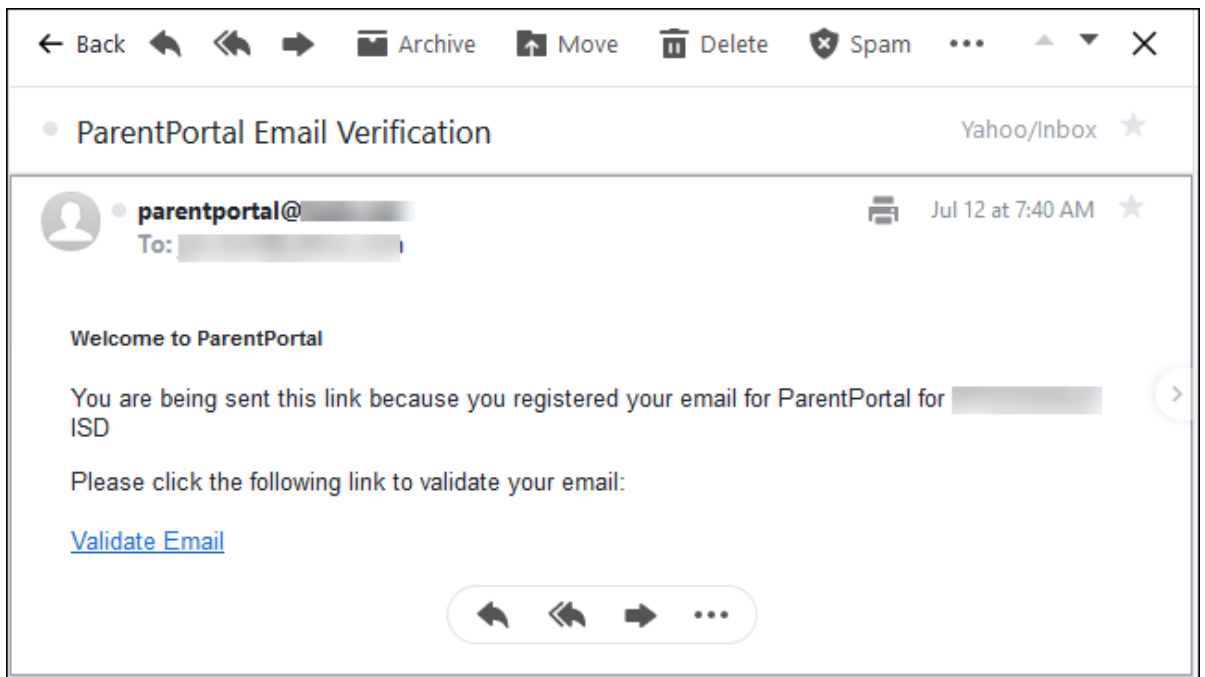 Back Archive Move Delete Spam
ParentPortal Email Verification Yahoo/Inbox
parentportal@ Jul 12 at 7:40 AM
To:
Welcome to ParentPortal
You are being sent this link because you registered your email for ParentPortal for
ISD
Please click the following link to validate your email:
Validate Email